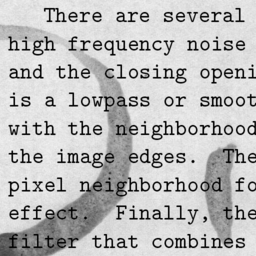 There are several
high frequency noise
and the closing openi
is a lowpass or smoot
with the neighborhood
the image edges.  The
pixel neighborhood fo
effect.  Finally, the
filter that combines